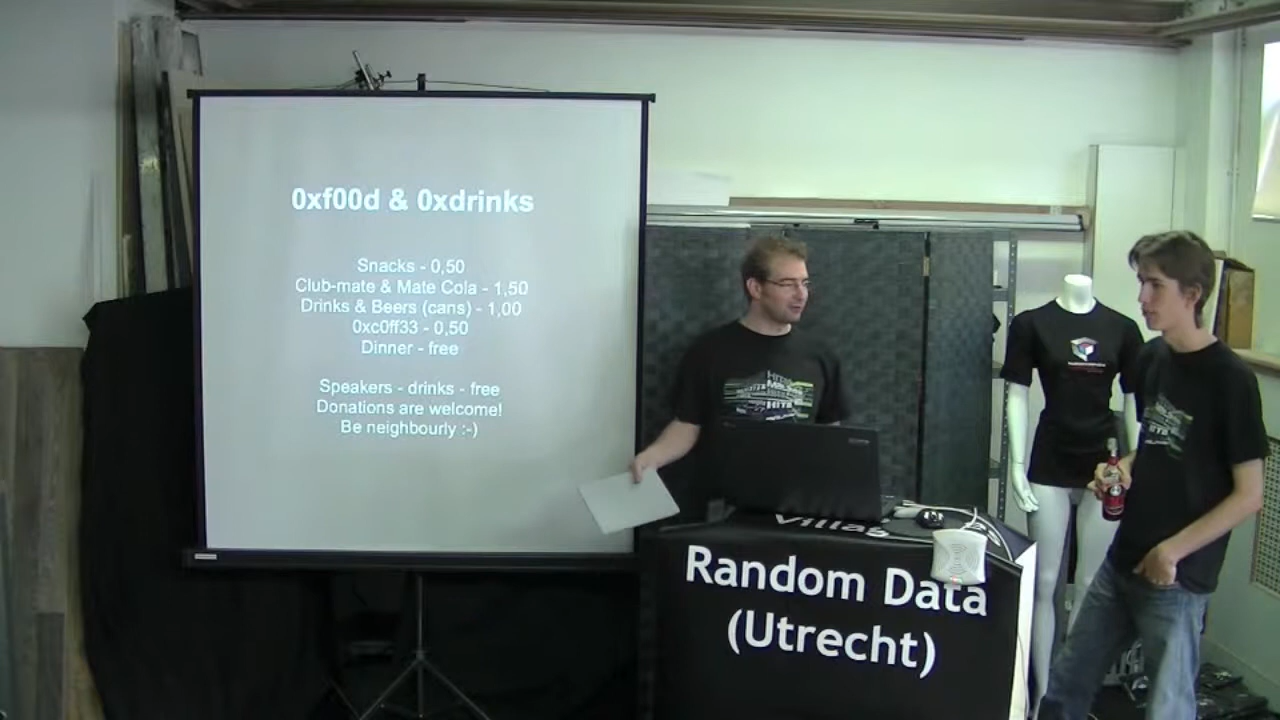 0xf00d & 0xdrinks
Snacks - 0,50
Club-mate & Mate Cola - 1,50
Drinks & Beers (cans) - 1,00
0xc0ff33 - 0,50
Dinner - free
Speakers - drinks - free
Donations are welcome!
Be neighbourly :-)
Random Data
(Utrecht)